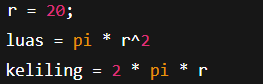 r = 20;
luas = pi * r^2
keliling = 2 * pi * r